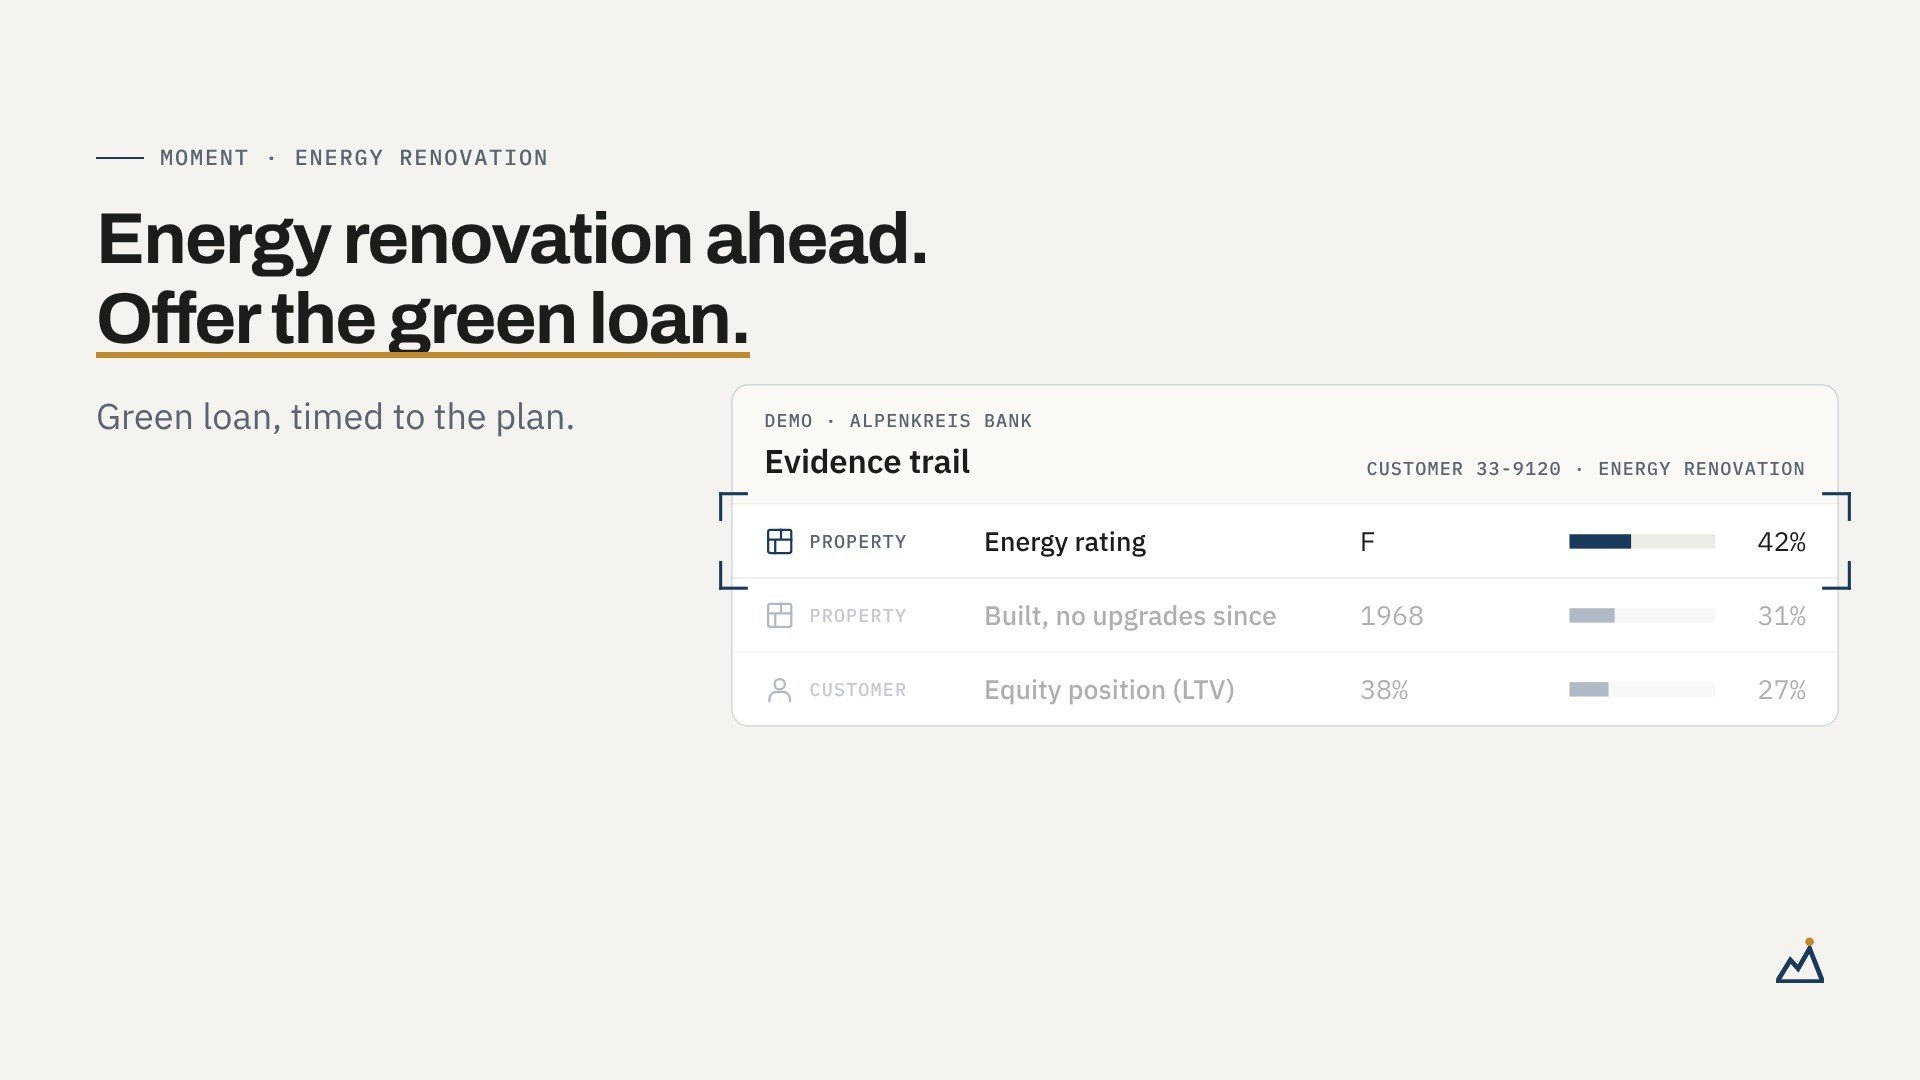 MOMENT · ENERGY RENOVATION
Energy renovation ahead.
Offer the green loan.
Green loan, timed to the plan.
DEMO · ALPENKREIS BANK
Evidence trail
CUSTOMER 33-9120 · ENERGY RENOVATION
PROPERTY Energy rating F 42%
PROPERTY Built, no upgrades since 1968 31%
CUSTOMER Equity position (LTV) 38% 27%